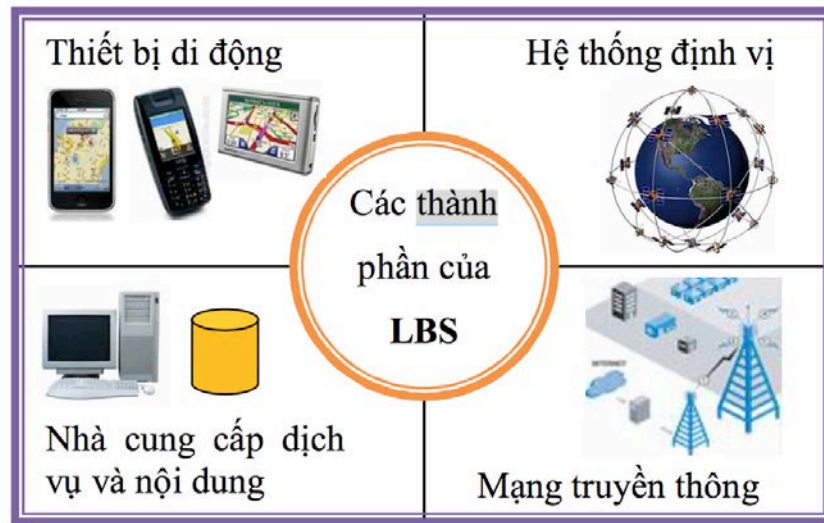 Thiết bị di động
Hệ thống định vị
Các thành
phần của
LBS
Nhà cung cấp dịch
vụ và nội dung
INTERNET
Mạng truyền thông